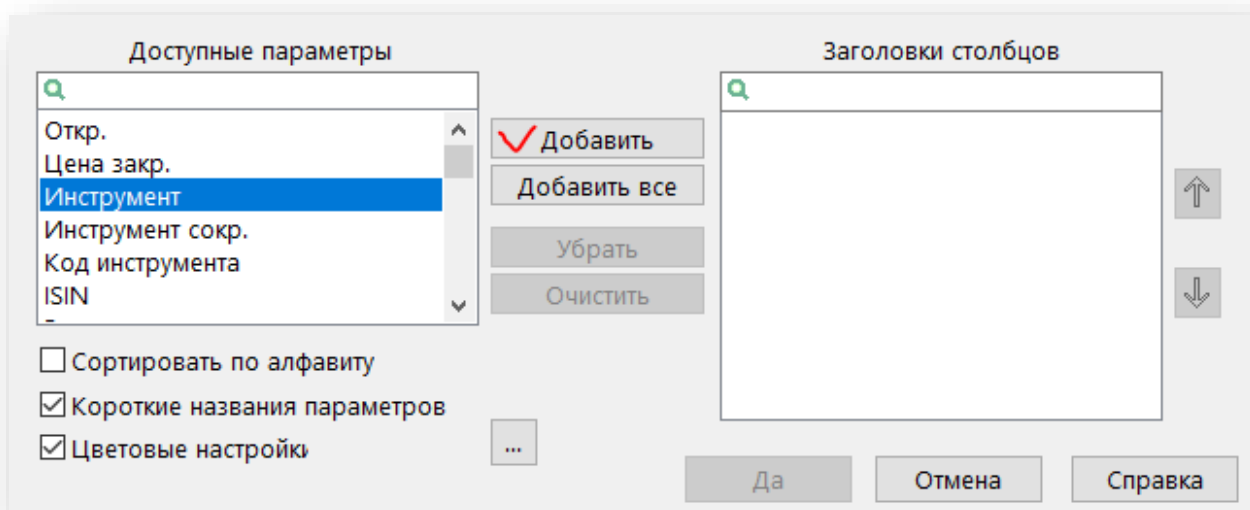 Доступные параметры
Заголовки столбцов
Откр.
Цена закр.
Инструмент
Инструмент сокр.
Код инструмента
ISIN
Добавить
Добавить все
Убрать
Очистить
Сортировать по алфавиту
Короткие названия параметров
Цветовые настройки
...
Да
Отмена
Справка